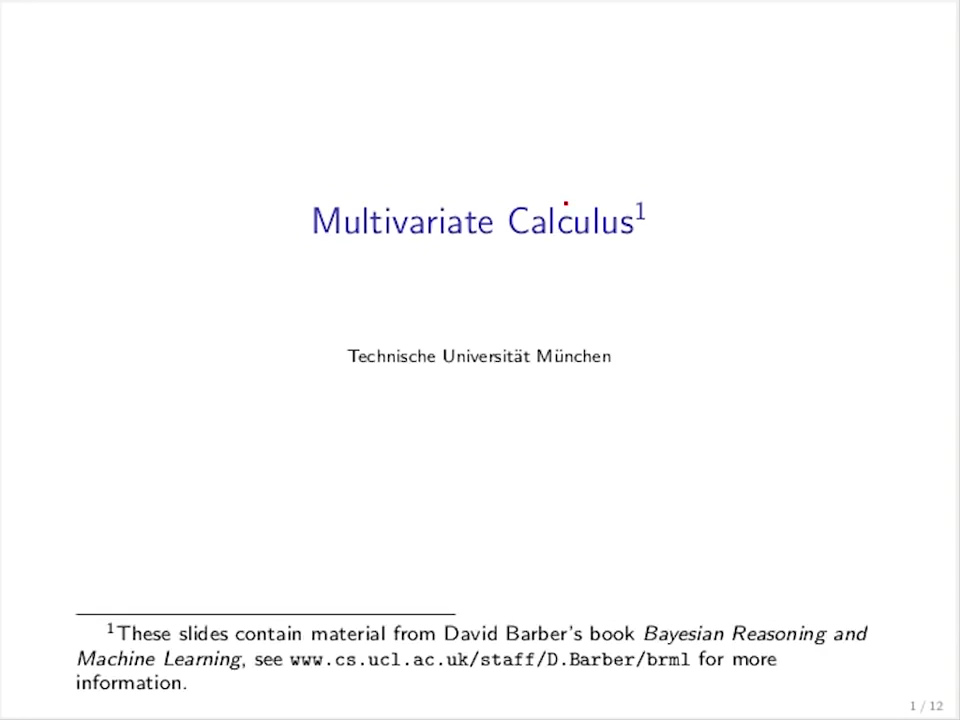 Multivariate Calculus¹
Technische Universität München
¹These slides contain material from David Barber's book Bayesian Reasoning and
Machine Learning, see www.cs.ucl.ac.uk/staff/D.Barber/brml for more
information.
1 / 12